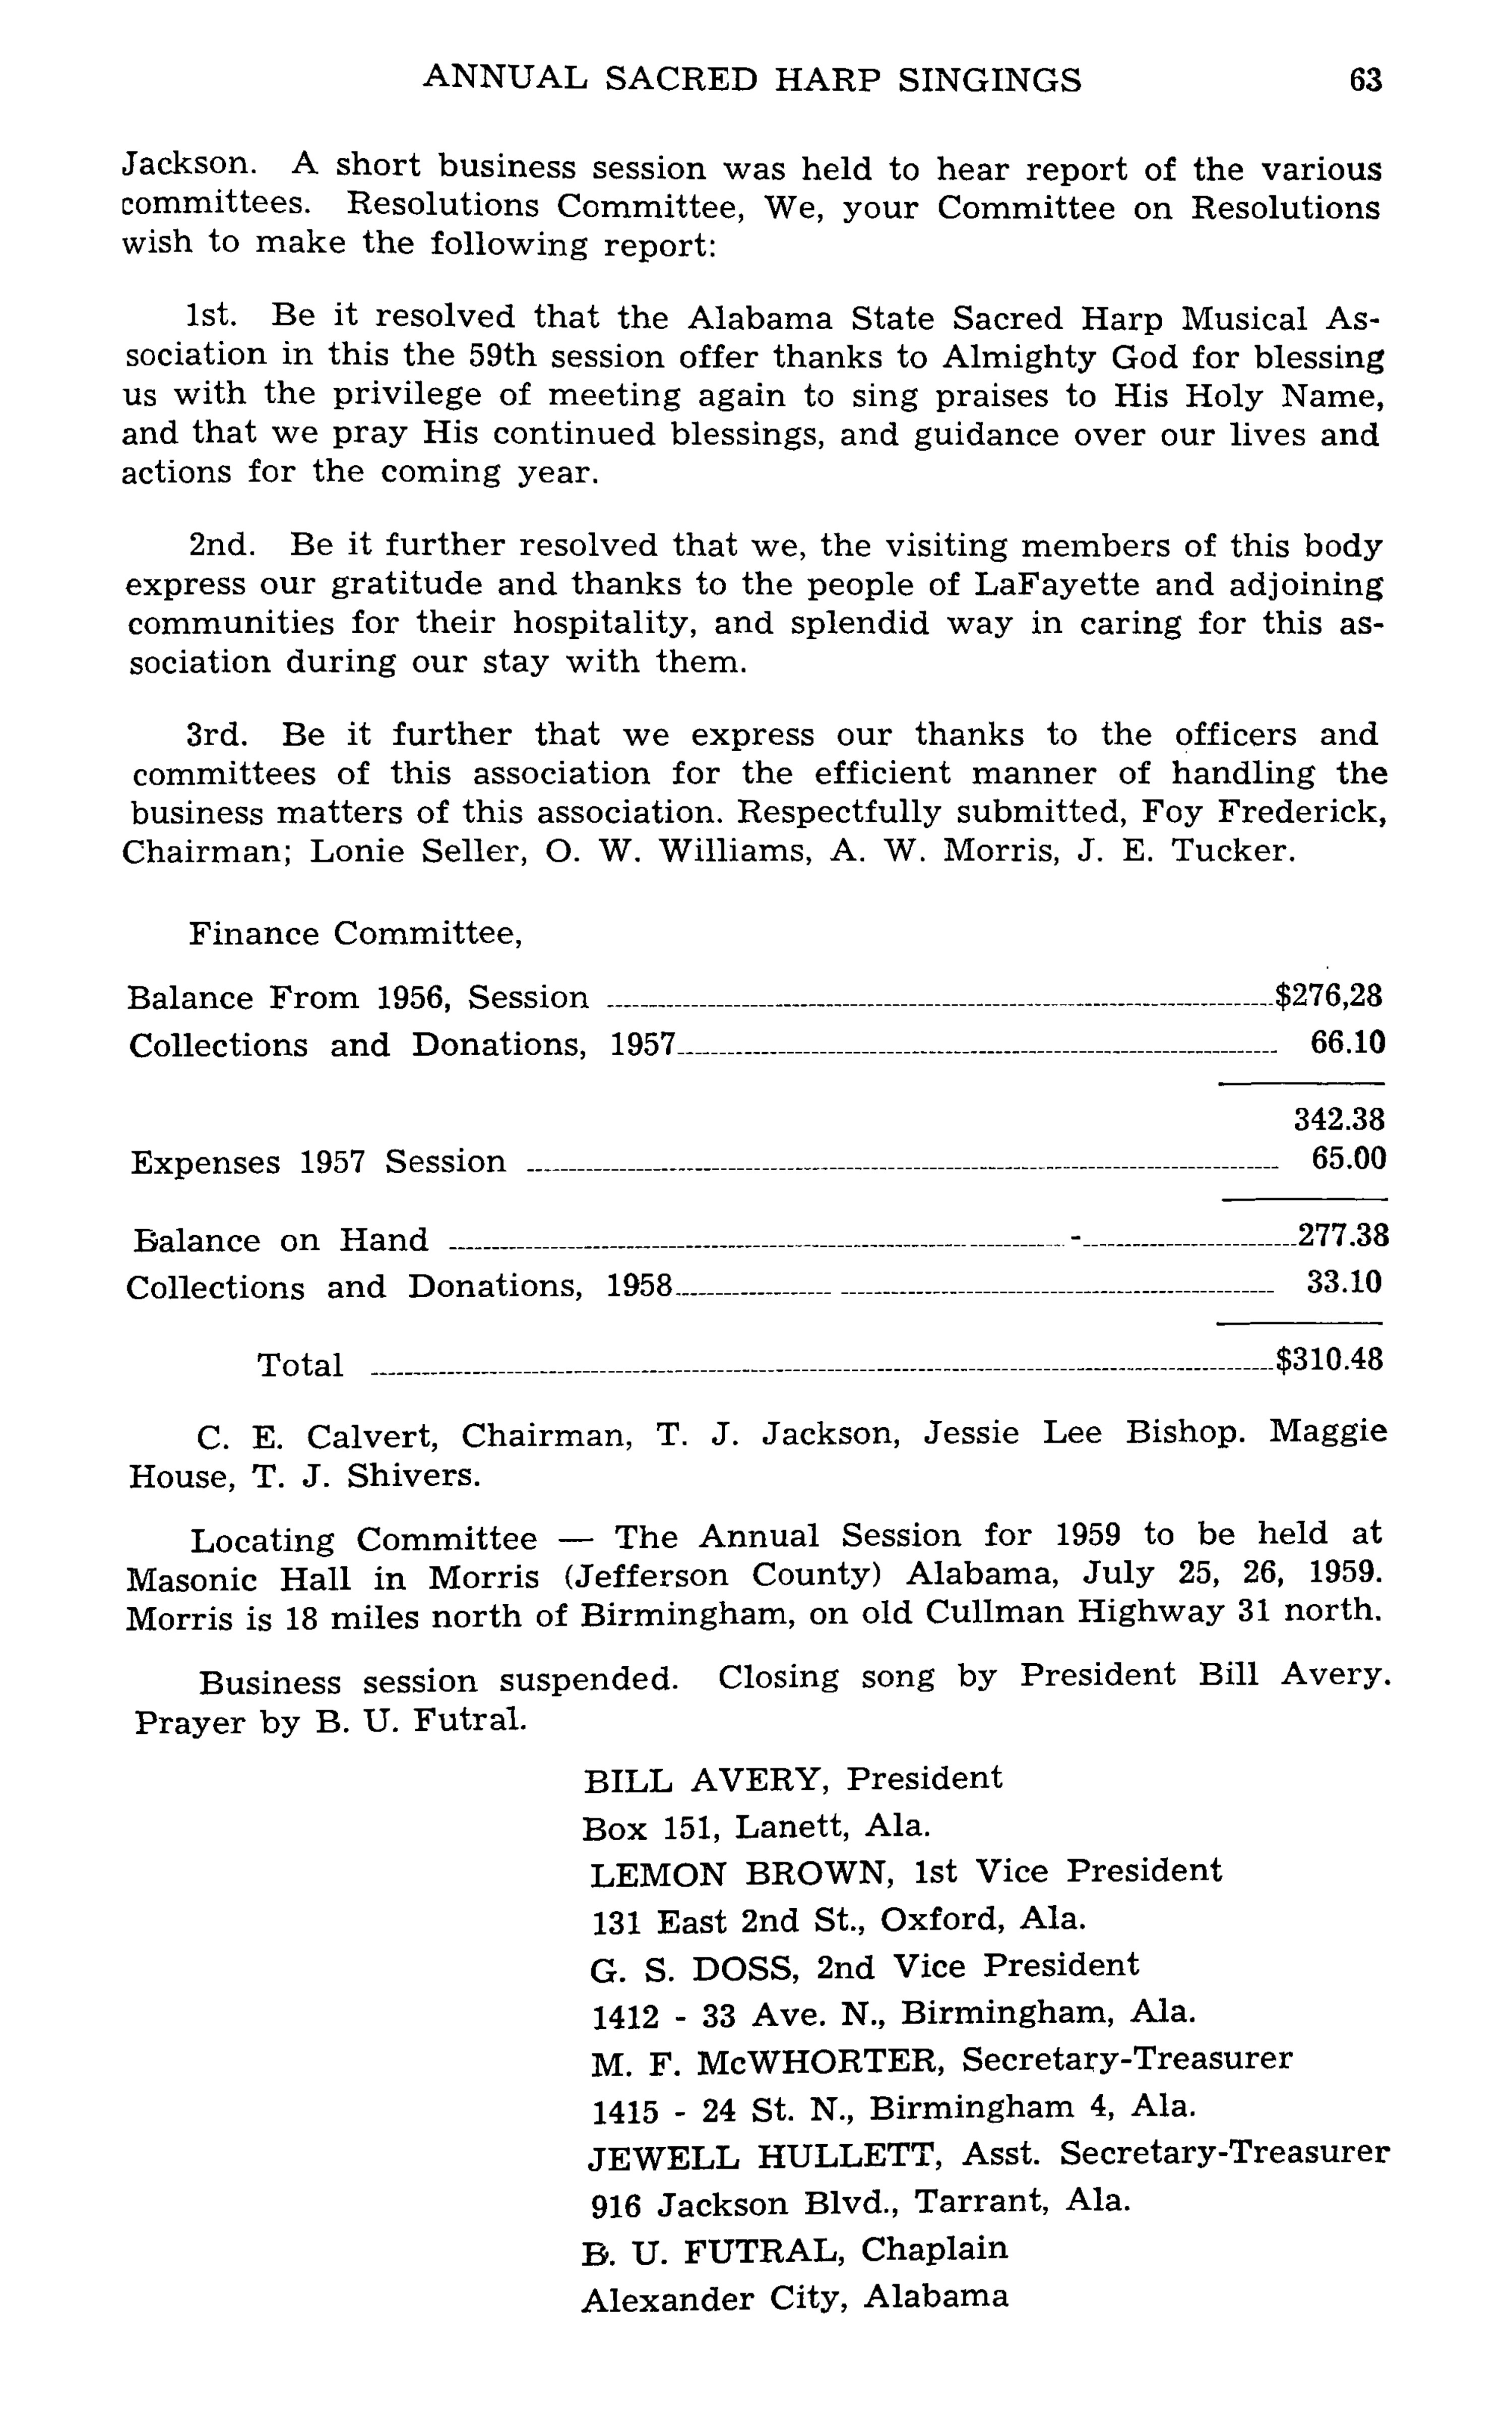 ANNUAL SACRED HARP SINGINGS 63
Jackson. A short business session was held to hear report of the various
committees. Resolutions Committee, We, your Committee on Resolutions
wish to make the following report:
1st. Be it resolved that the Alabama State Sacred Harp Musical As-
sociation in this the 59th session offer thanks to Almighty God for blessing
us with the privilege of meeting again to sing praises to His Holy Name,
and that we pray His continued blessings, and guidance over our lives and
actions for the coming year.
2nd. Be it further resolved that we, the visiting members of this body
express our gratitude and thanks to the people of LaFayette and adjoining
communities for their hospitality, and splendid way in caring for this as-
sociation during our stay with them.
3rd. Be it further that we express our thanks to the officers and
committees of this association for the efficient manner of handling the
business matters of this association. Respectfully submitted, Foy Frederick,
Chairman; Lonie Seller, O. W. Williams, A. W. Morris, J. E. Tucker.
Finance Committee,
Balance From 1956, Session $276,28
Collections and Donations, 1957 66.10
342.38
Expenses 1957 Session 65.00
Balance on Hand 277.38
Collections and Donations, 1958 33.10
Total $310.48
C. E. Calvert, Chairman, T. J. Jackson, Jessie Lee Bishop. Maggie
House, T. J. Shivers.
Locating Committee — The Annual Session for 1959 to be held at
Masonic Hall in Morris (Jefferson County) Alabama, July 25, 26, 1959.
Morris is 18 miles north of Birmingham, on old Cullman Highway 31 north.
Business session suspended. Closing song by President Bill Avery.
Prayer by B. U. Futral.
BILL AVERY, President
Box 151, Lanett, Ala.
LEMON BROWN, 1st Vice President
131 East 2nd St., Oxford, Ala.
G. S. DOSS, 2nd Vice President
1412 - 33 Ave. N., Birmingham, Ala.
M. F. McWHORTER, Secretary-Treasurer
1415 - 24 St. N., Birmingham 4, Ala.
JEWELL HULLETT, Asst. Secretary-Treasurer
916 Jackson Blvd., Tarrant, Ala.
B. U. FUTRAL, Chaplain
Alexander City, Alabama